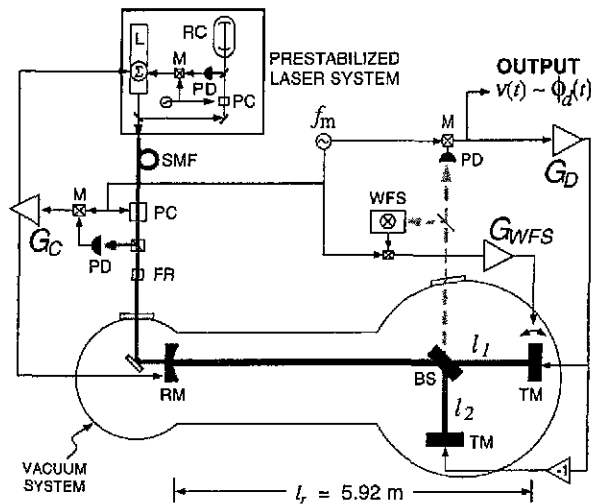 L
RC
M
Σ
PD
PC
PRESTABILIZED
LASER SYSTEM
OUTPUT
v(t) ~ ϕd(t)
SMF
fm
M
PD
GD
M
PC
WFS
GC
PD
GWFS
FR
RM
BS
l1
TM
l2
TM
-1
VACUUM
SYSTEM
lr = 5.92 m